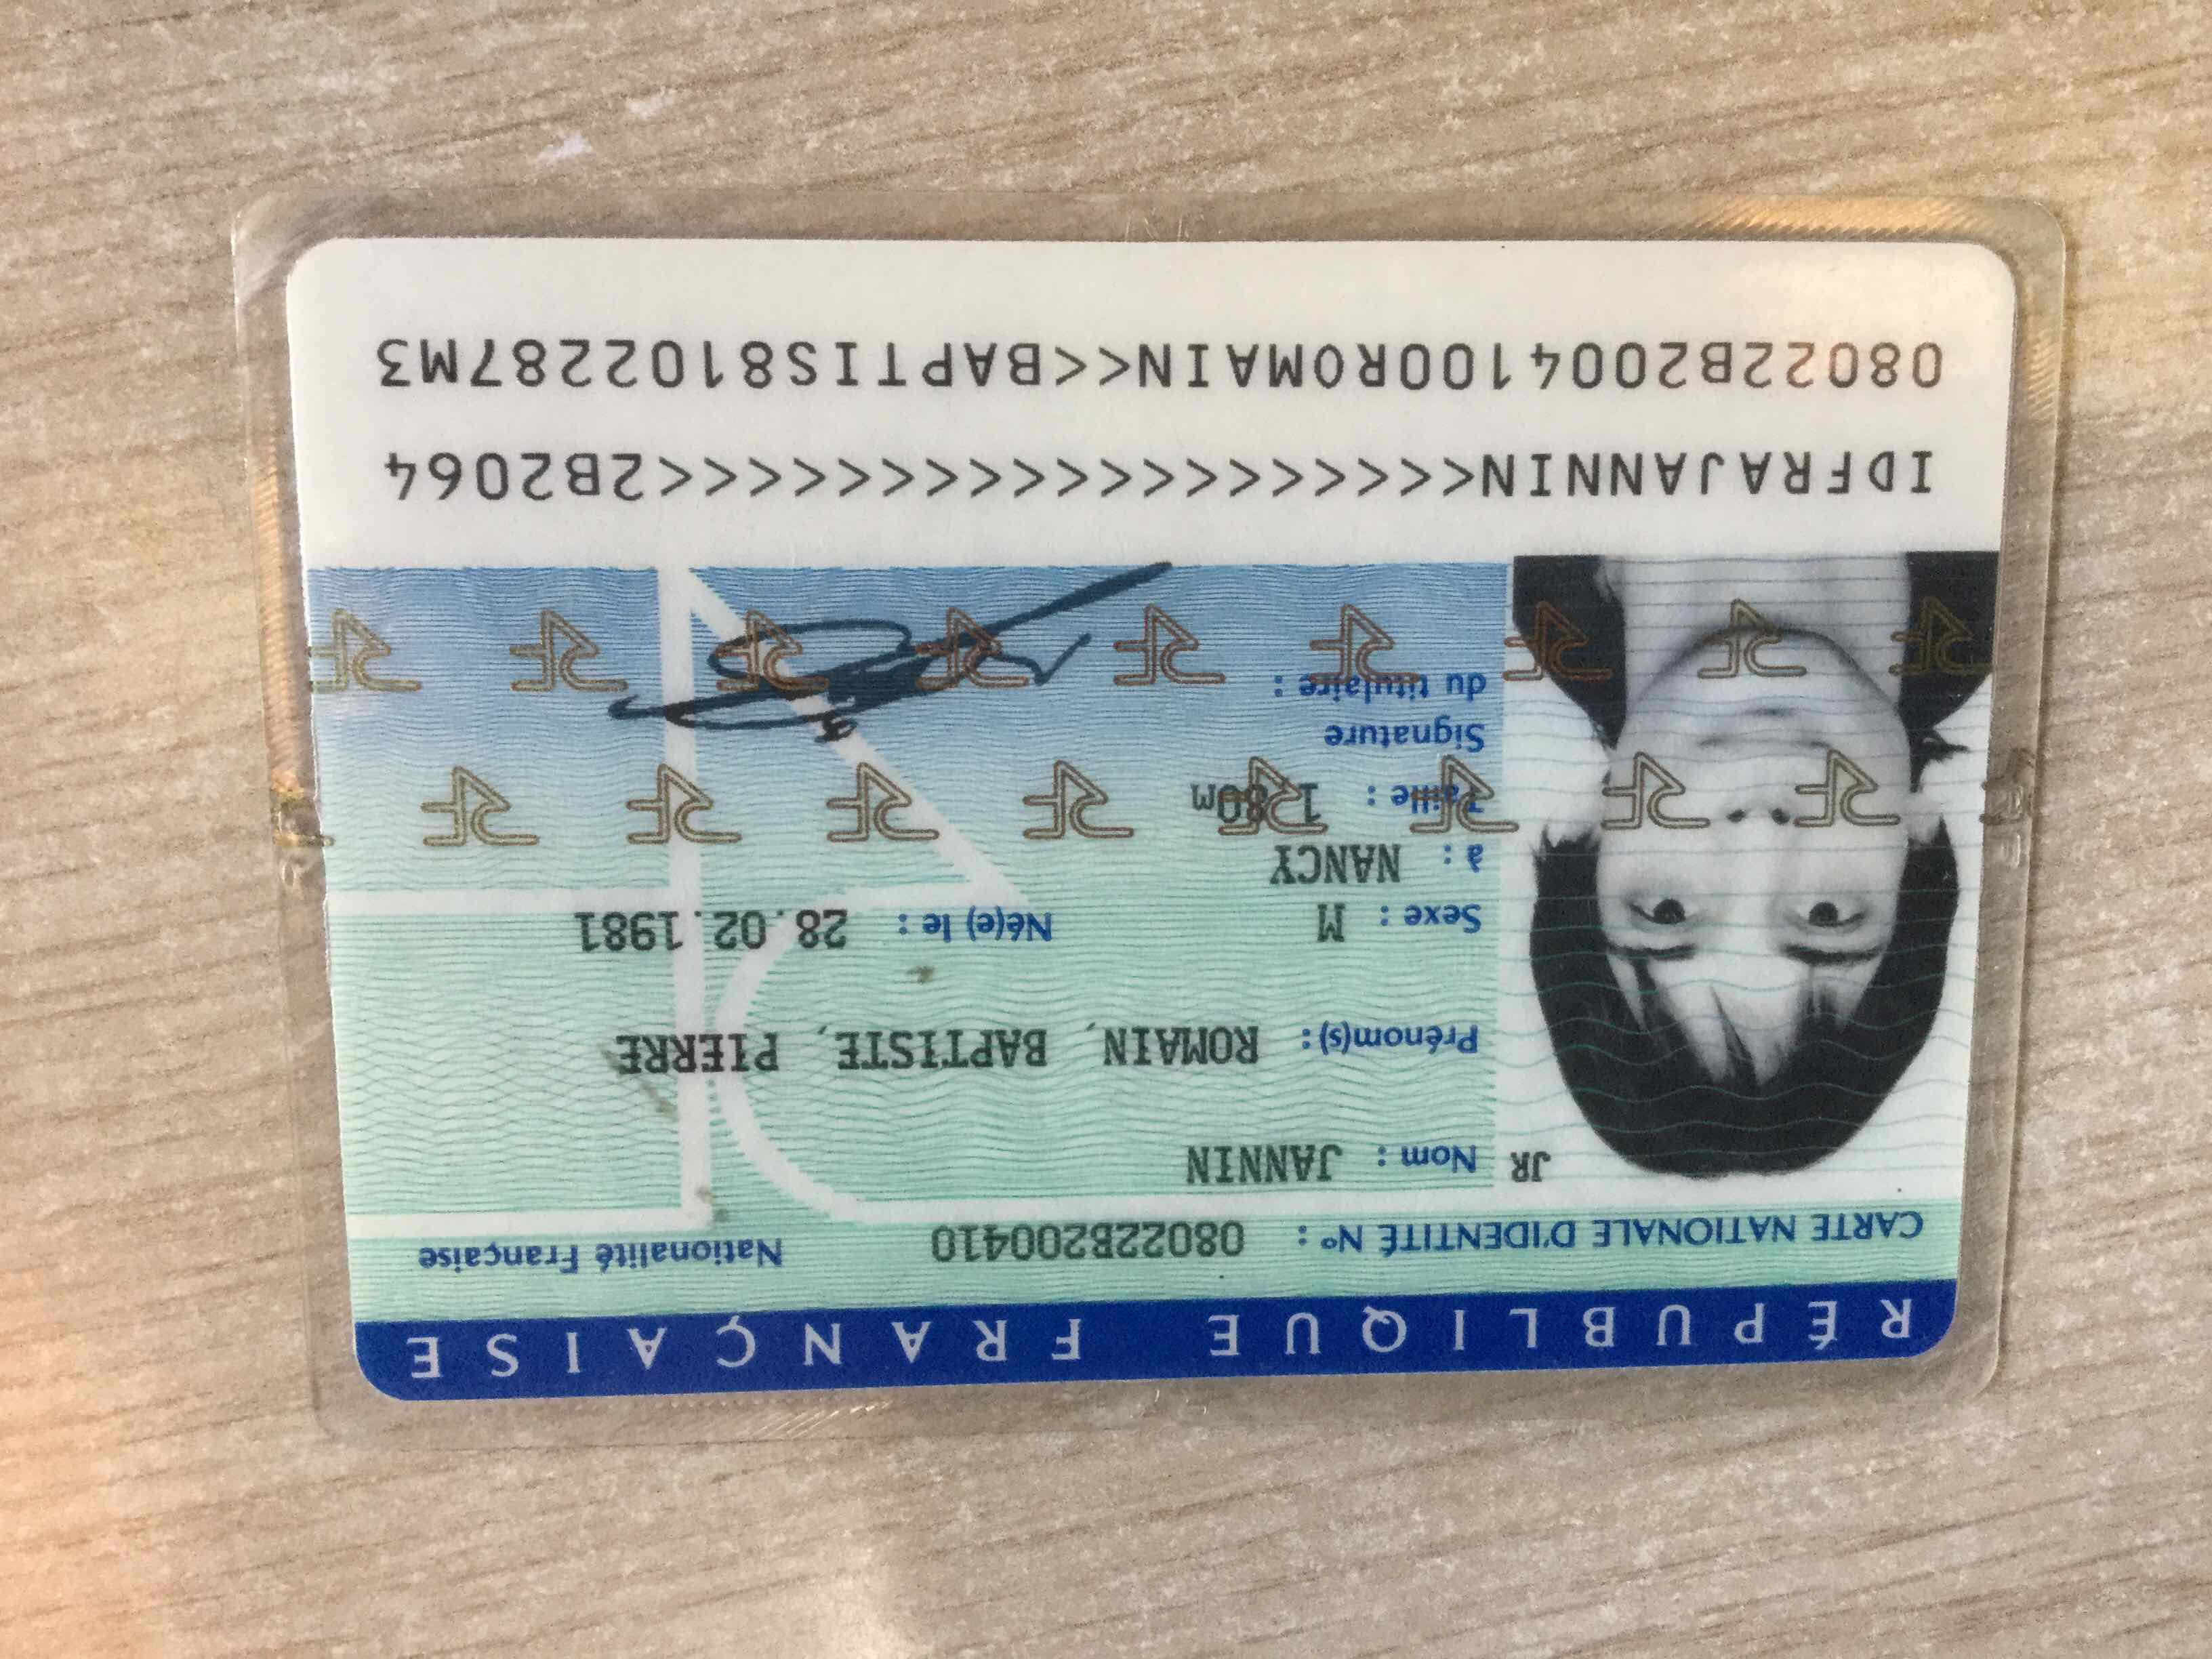 RÉPUBLIQUE FRANÇAISE
CARTE NATIONALE D'IDENTITÉ N° : 08022B200410 Nationalité Française
JR Nom : JANNIN
Prénom(s) : ROMAIN, BAPTISTE, PIERRE
Sexe : M Né(e) le : 28.02.1981
à : NANCY
Taille : 1,80m
Signature
du titulaire :
IDFRAJANNIN<<<<<<<<<<<<<<<<<<<2B2064
08022B2004100ROMAIN<<BAPTIS8102287M3